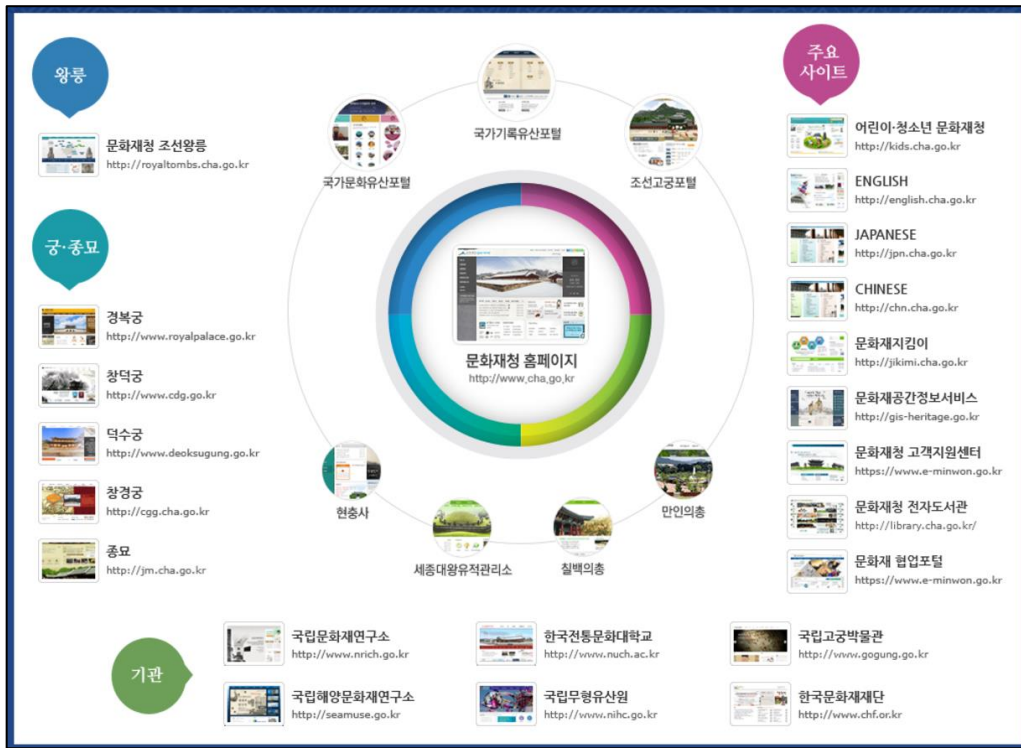 왕릉
문화재청 조선왕릉
http://royaltombs.cha.go.kr
궁·종묘
경복궁
http://www.royalpalace.go.kr
창덕궁
http://www.cdg.go.kr
덕수궁
http://www.deoksugung.go.kr
창경궁
http://cgg.cha.go.kr
종묘
http://jm.cha.go.kr
국가기록유산포털
국가문화유산포털
조선고궁포털
문화재청 홈페이지
http://www.cha.go.kr
현충사
세종대왕유적관리소
칠백의총
만인의총
주요
사이트
어린이·청소년 문화재청
http://kids.cha.go.kr
ENGLISH
http://english.cha.go.kr
JAPANESE
http://jpn.cha.go.kr
CHINESE
http://chn.cha.go.kr
문화재지킴이
http://jikimi.cha.go.kr
문화재공간정보서비스
http://gis-heritage.go.kr
문화재청 고객지원센터
https://www.e-minwon.go.kr
문화재청 전자도서관
http://library.cha.go.kr/
문화재 협업포털
https://www.e-minwon.go.kr
기관
국립문화재연구소
http://www.nrich.go.kr
한국전통문화대학교
http://www.nuch.ac.kr
국립고궁박물관
http://www.gogung.go.kr
국립해양문화재연구소
http://seamuse.go.kr
국립무형유산원
http://www.nihc.go.kr
한국문화재재단
http://www.chf.or.kr